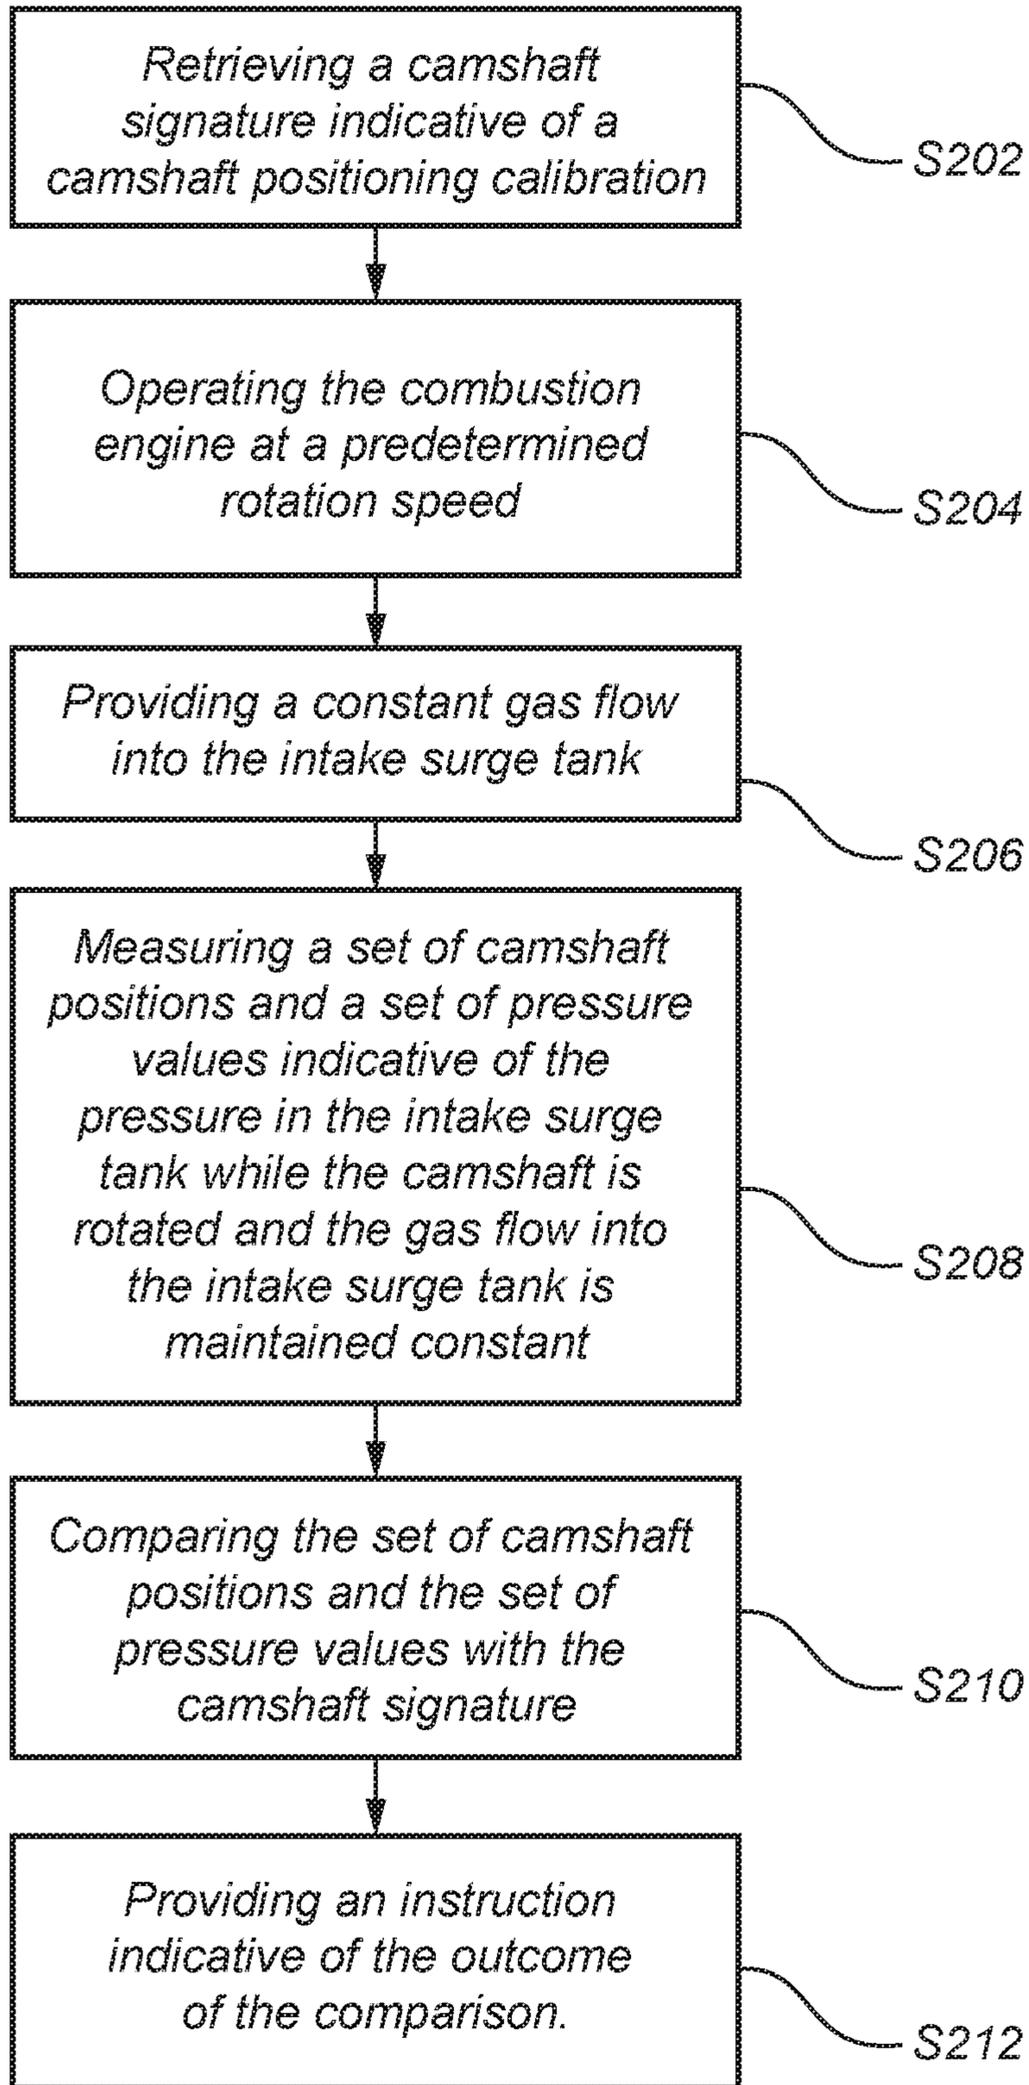 Retrieving a camshaft
signature indicative of a
camshaft positioning calibration
S202
Operating the combustion
engine at a predetermined
rotation speed
S204
Providing a constant gas flow
into the intake surge tank
S206
Measuring a set of camshaft
positions and a set of pressure
values indicative of the
pressure in the intake surge
tank while the camshaft is
rotated and the gas flow into
the intake surge tank is
maintained constant
S208
Comparing the set of camshaft
positions and the set of
pressure values with the
camshaft signature
S210
Providing an instruction
indicative of the outcome
of the comparison.
S212